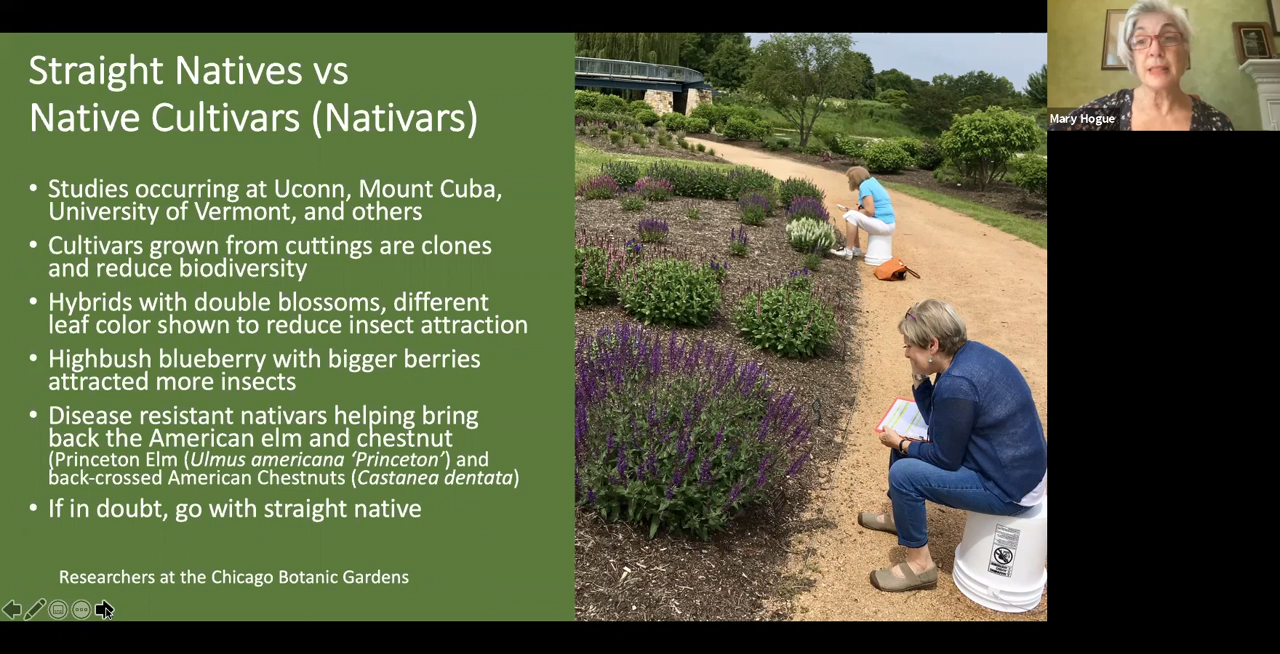 Straight Natives vs
Native Cultivars (Nativars)
• Studies occurring at Uconn, Mount Cuba,
University of Vermont, and others
• Cultivars grown from cuttings are clones
and reduce biodiversity
• Hybrids with double blossoms, different
leaf color shown to reduce insect attraction
• Highbush blueberry with bigger berries
attracted more insects
• Disease resistant nativars helping bring
back the American elm and chestnut
(Princeton Elm (Ulmus americana ‘Princeton’) and
back-crossed American Chestnuts (Castanea dentata)
• If in doubt, go with straight native
Researchers at the Chicago Botanic Gardens
Mary Hogue